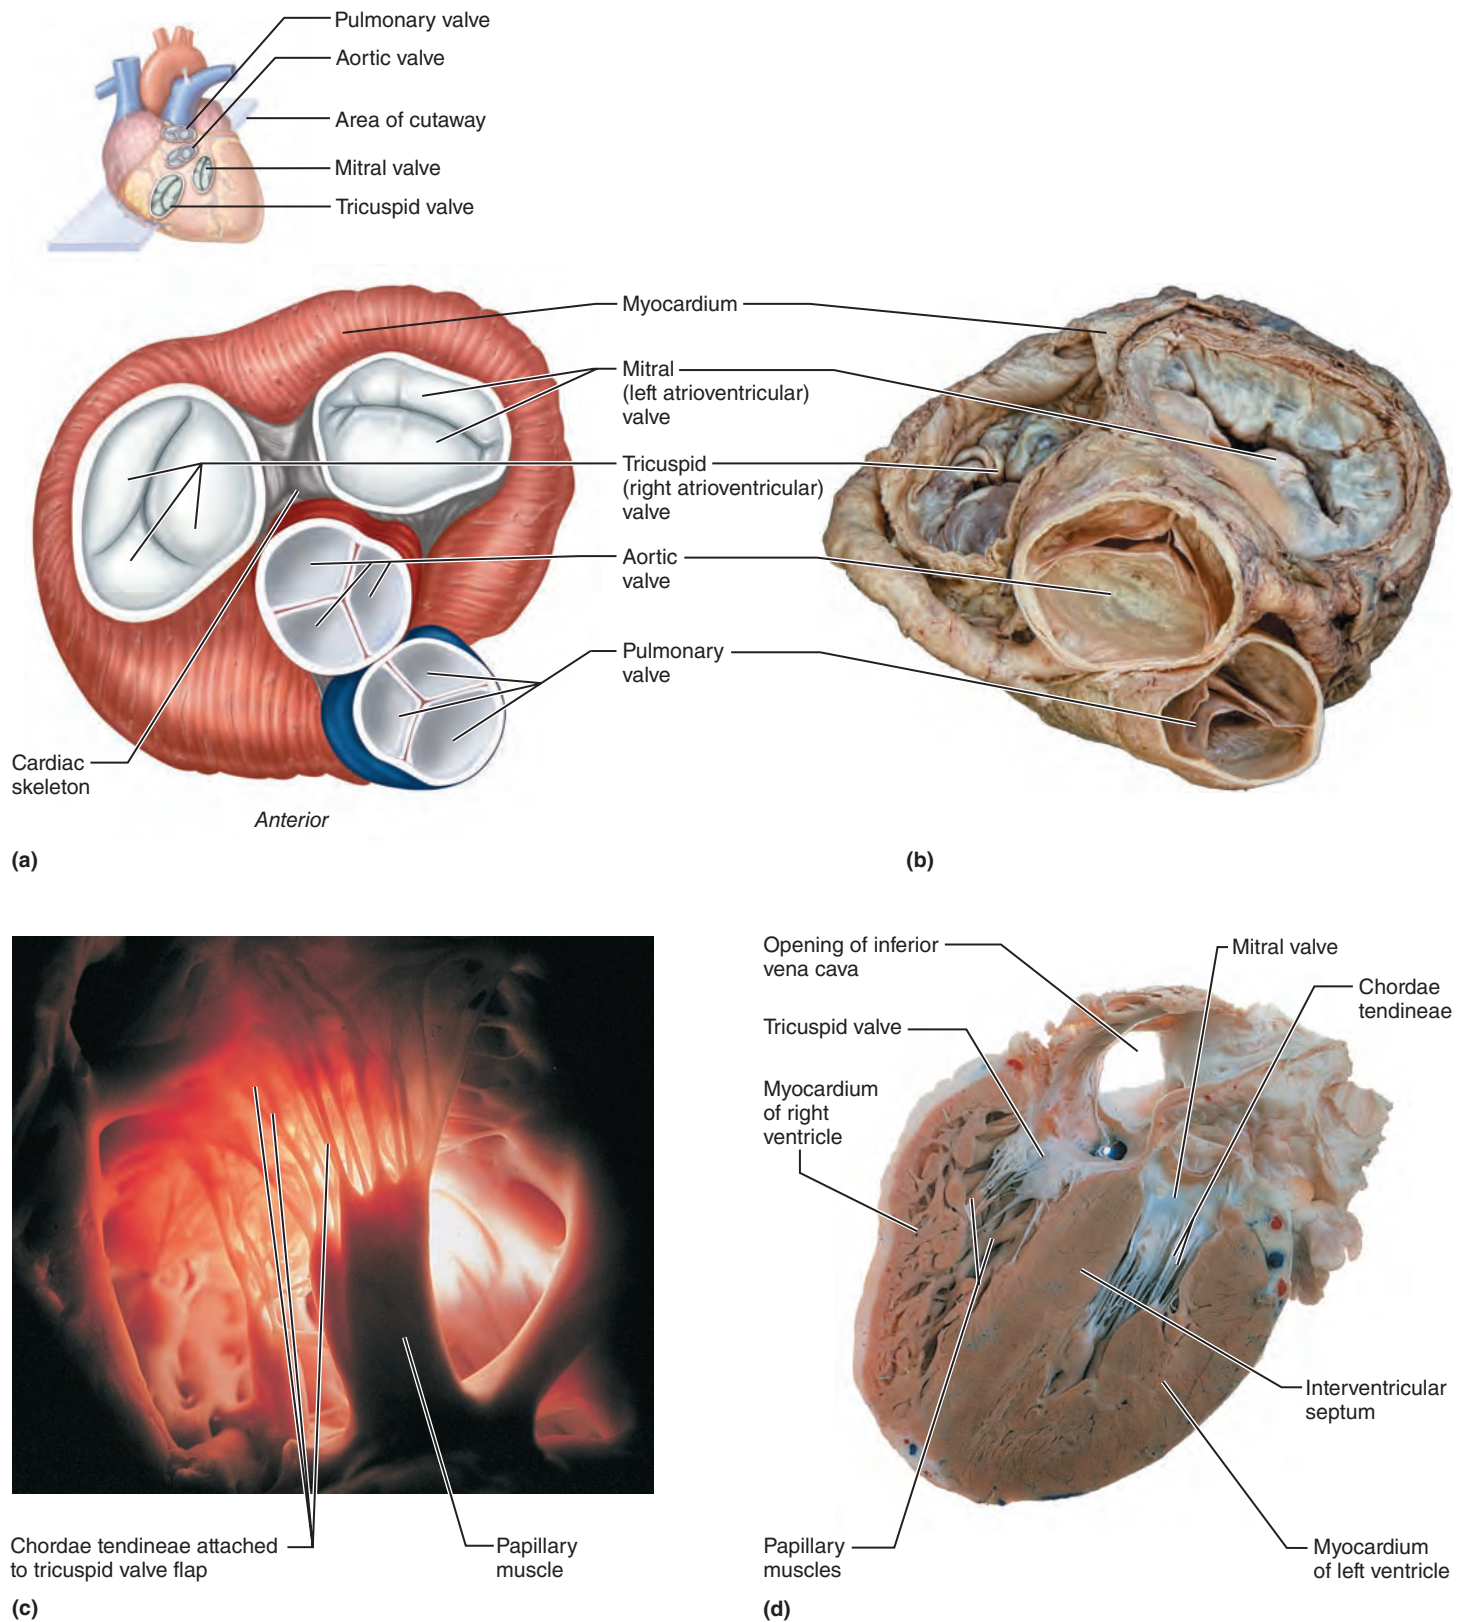 Pulmonary valve
Aortic valve
Area of cutaway
Mitral valve
Tricuspid valve
Myocardium
Mitral
(left atrioventricular)
valve
Tricuspid
(right atrioventricular)
valve
Aortic
valve
Pulmonary
valve
Cardiac
skeleton
Anterior
(a)
(b)
Opening of inferior
vena cava
Tricuspid valve
Myocardium
of right
ventricle
Mitral valve
Chordae
tendineae
Interventricular
septum
Chordae tendineae attached
to tricuspid valve flap
Papillary
muscle
Papillary
muscles
Myocardium
of left ventricle
(c)
(d)